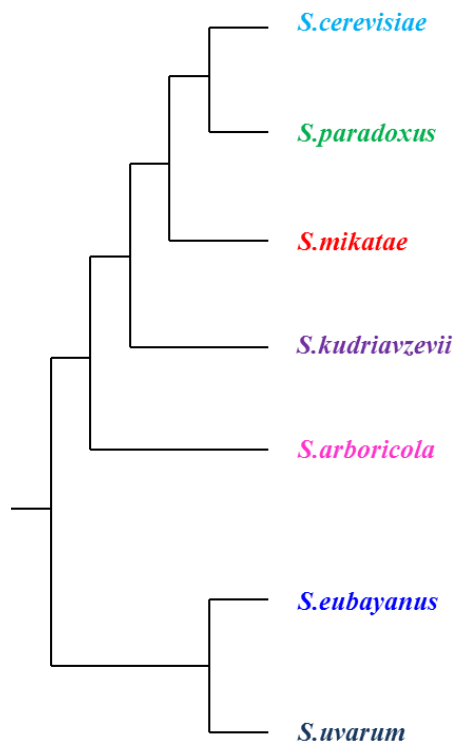 S.cerevisiae
S.paradoxus
S.mikatae
S.kudriavzevii
S.arboricola
S.eubayanus
S.uvarum